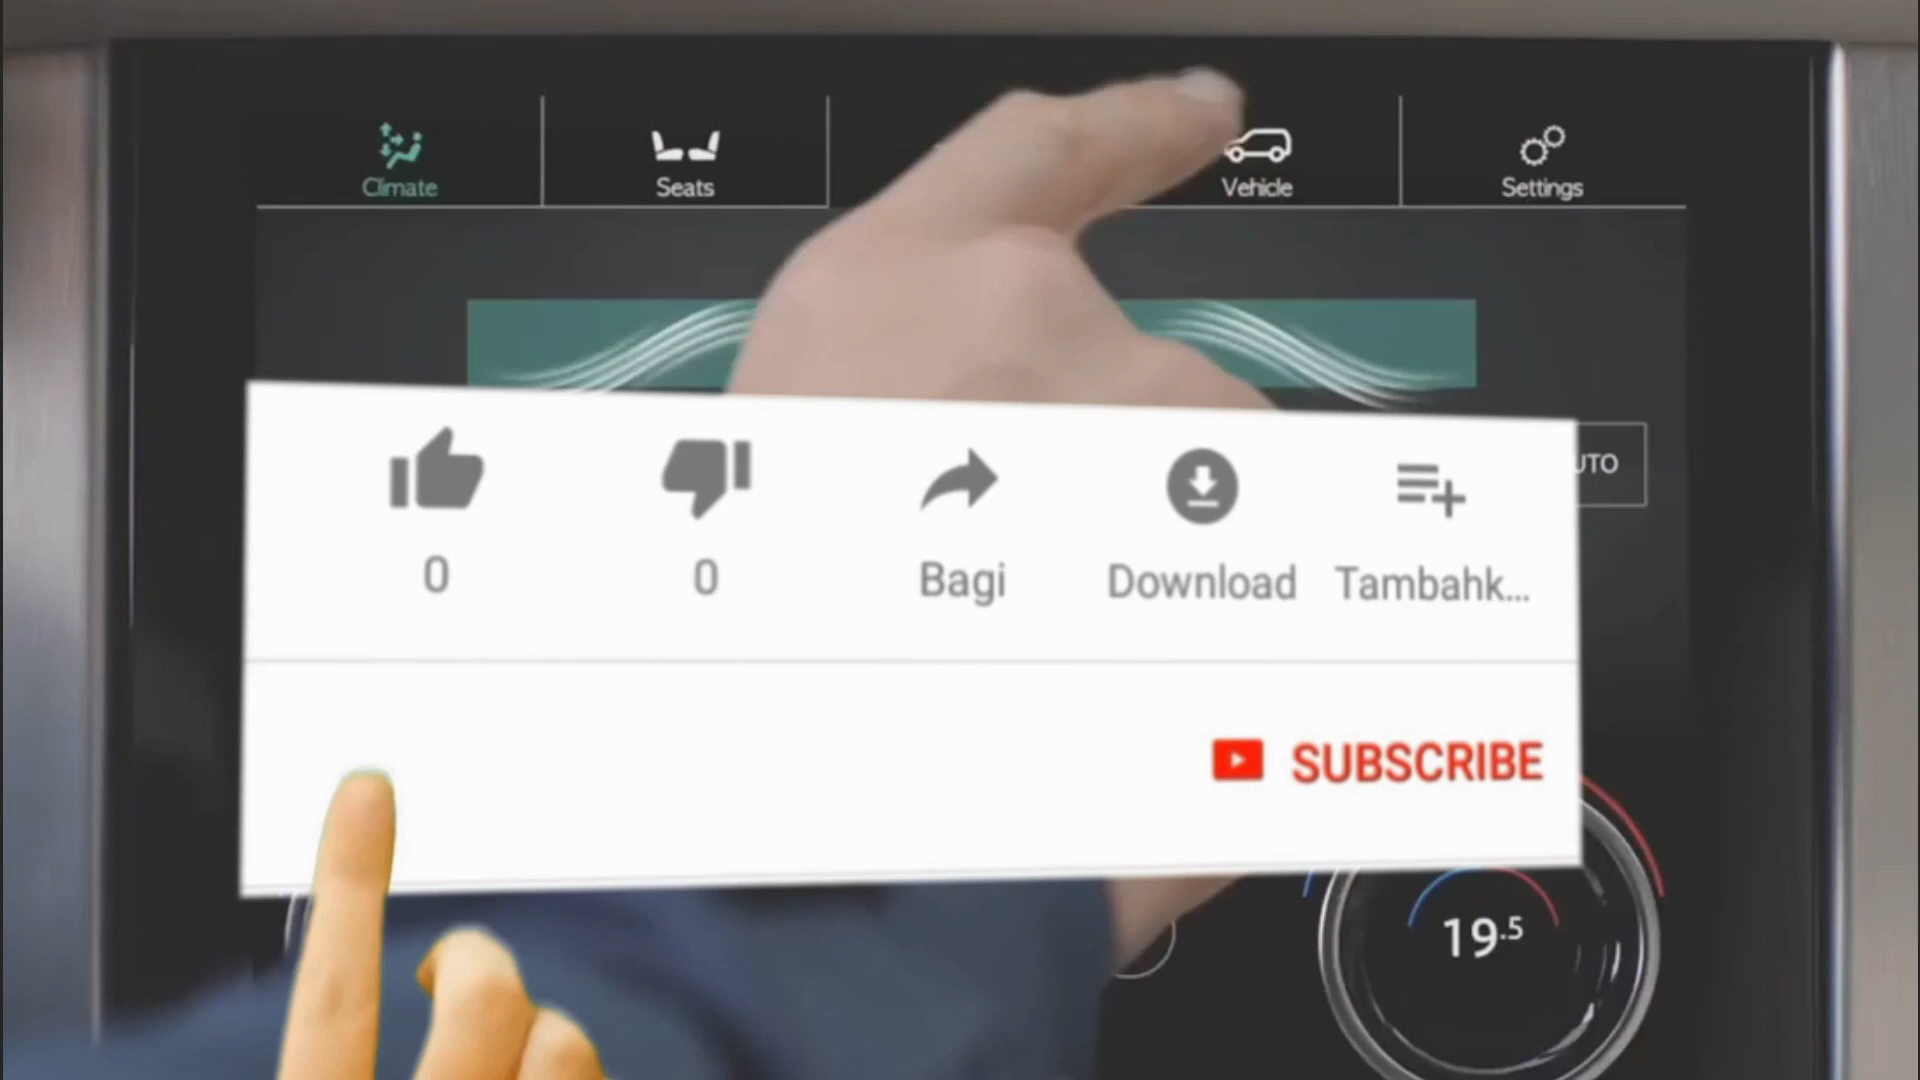 Climate
Seats
Vehicle
Settings
UTO
0
0
Bagi
Download
Tambahk...
SUBSCRIBE
19.5